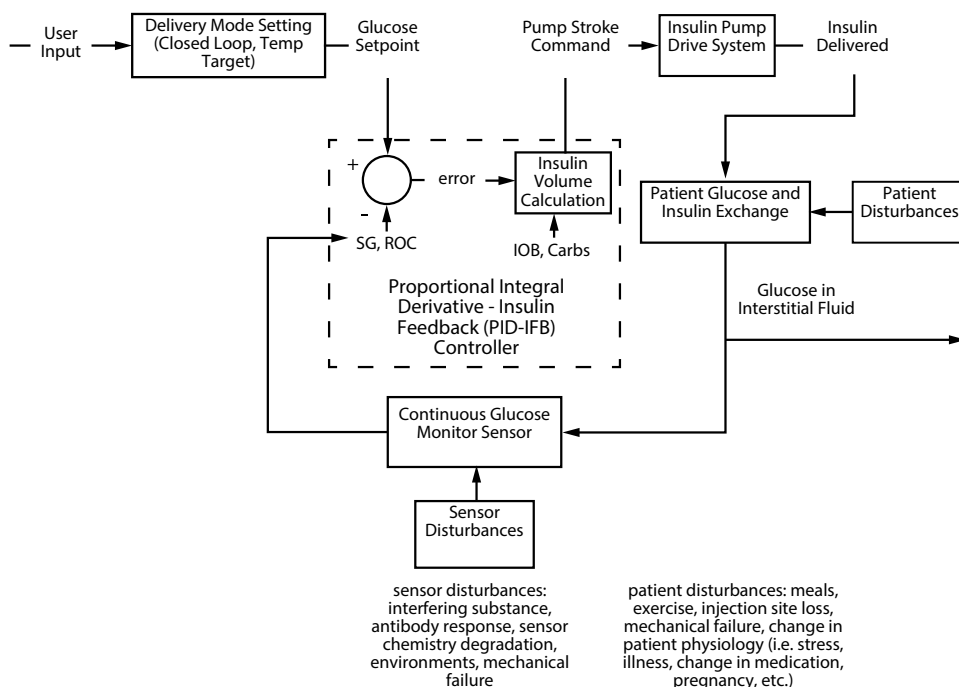 User
Input
Delivery Mode Setting
(Closed Loop, Temp
Target)
Glucose
Setpoint
Pump Stroke
Command
Insulin Pump
Drive System
Insulin
Delivered
+
-
error
SG, ROC
Insulin
Volume
Calculation
IOB, Carbs
Proportional Integral
Derivative - Insulin
Feedback (PID-IFB)
Controller
Patient Glucose and
Insulin Exchange
Patient
Disturbances
Glucose in
Interstitial Fluid
Continuous Glucose
Monitor Sensor
Sensor
Disturbances
sensor disturbances:
interfering substance,
antibody response, sensor
chemistry degradation,
environments, mechanical
failure
patient disturbances: meals,
exercise, injection site loss,
mechanical failure, change in
patient physiology (i.e. stress,
illness, change in medication,
pregnancy, etc.)